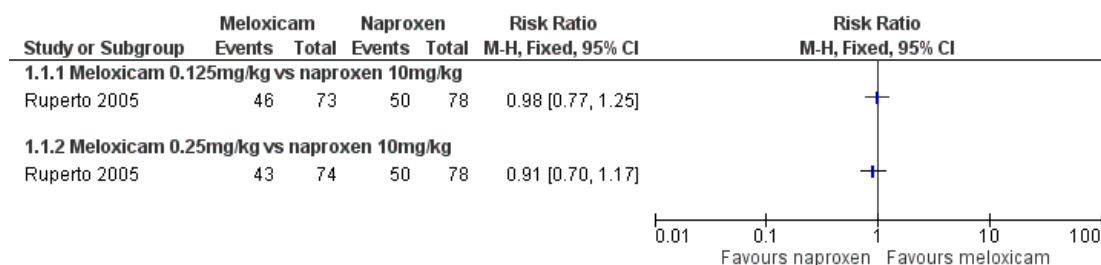 Meloxicam Naproxen Risk Ratio Risk Ratio
Study or Subgroup Events Total Events Total M-H, Fixed, 95% CI M-H, Fixed, 95% CI
1.1.1 Meloxicam 0.125mg/kg vs naproxen 10mg/kg
Ruperto 2005 46 73 50 78 0.98 [0.77, 1.25]
1.1.2 Meloxicam 0.25mg/kg vs naproxen 10mg/kg
Ruperto 2005 43 74 50 78 0.91 [0.70, 1.17]
0.01 0.1 1 10 100
Favours naproxen Favours meloxicam